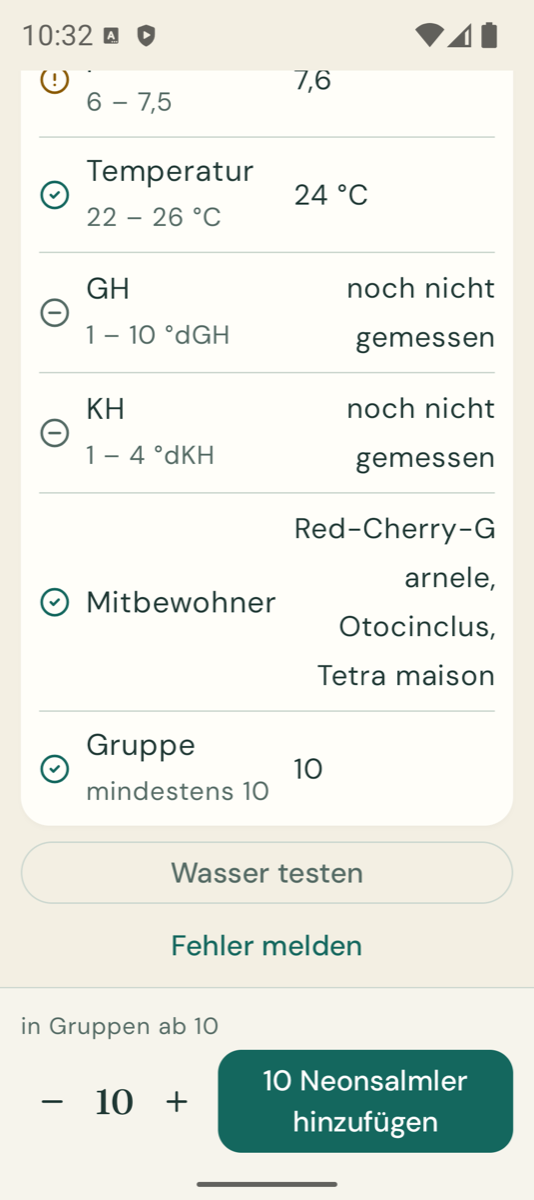 10:32
7,6
6 – 7,5
Temperatur
24 °C
22 – 26 °C
GH
noch nicht
gemessen
1 – 10 °dGH
KH
noch nicht
gemessen
1 – 4 °dKH
Mitbewohner
Red-Cherry-G
arnele,
Otocinclus,
Tetra maison
Gruppe
mindestens 10
10
Wasser testen
Fehler melden
in Gruppen ab 10
− 10 +
10 Neonsalmler
hinzufügen